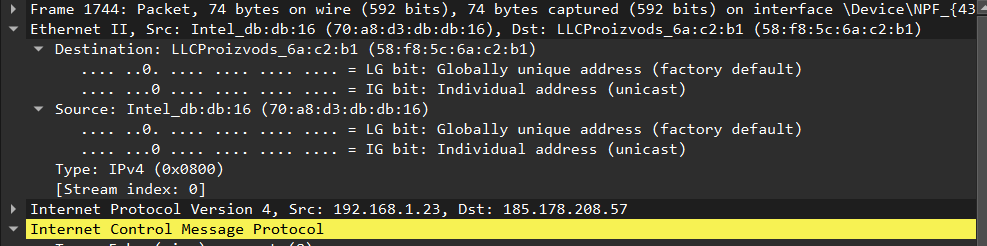 Frame 1744: Packet, 74 bytes on wire (592 bits), 74 bytes captured (592 bits) on interface \Device\NPF_{43
Ethernet II, Src: Intel_db:db:16 (70:a8:d3:db:db:16), Dst: LLCProizvods_6a:c2:b1 (58:f8:5c:6a:c2:b1)
Destination: LLCProizvods_6a:c2:b1 (58:f8:5c:6a:c2:b1)
.... ..0. .... .... .... .... = LG bit: Globally unique address (factory default)
.... ...0 .... .... .... .... = IG bit: Individual address (unicast)
Source: Intel_db:db:16 (70:a8:d3:db:db:16)
.... ..0. .... .... .... .... = LG bit: Globally unique address (factory default)
.... ...0 .... .... .... .... = IG bit: Individual address (unicast)
Type: IPv4 (0x0800)
[Stream index: 0]
Internet Protocol Version 4, Src: 192.168.1.23, Dst: 185.178.208.57
Internet Control Message Protocol